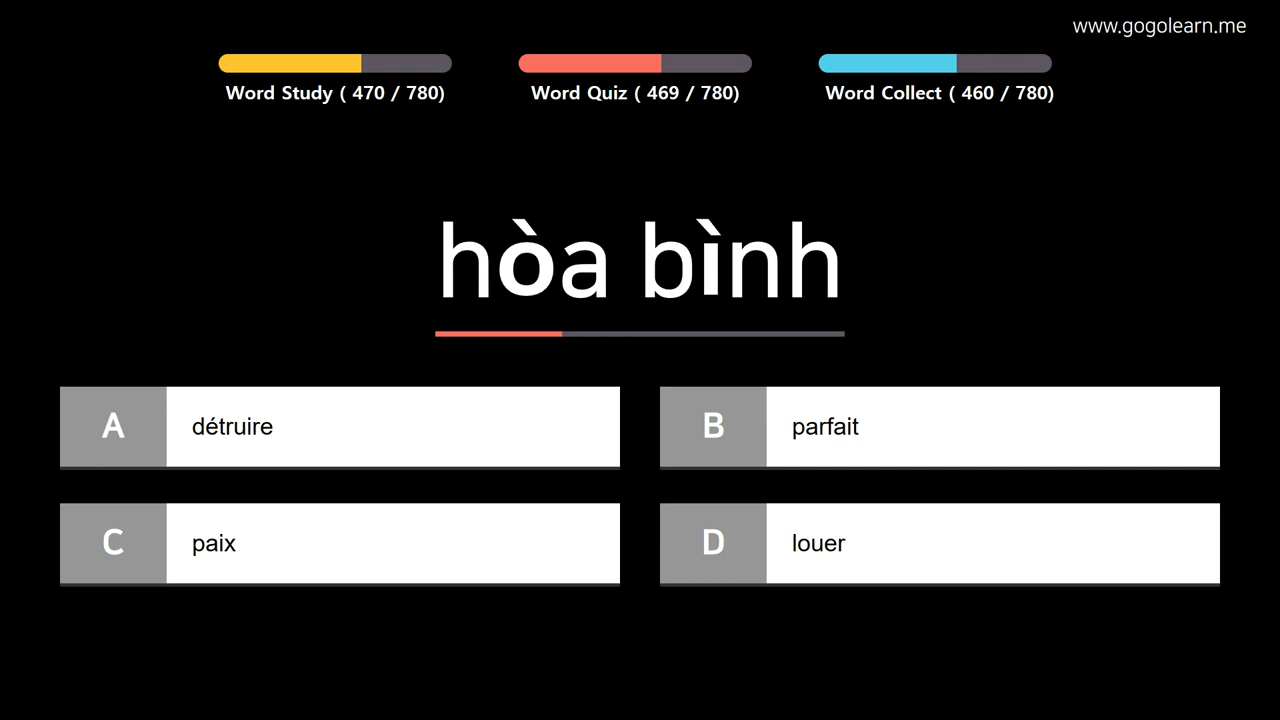 www.gogolearn.me
Word Study ( 470 / 780)
Word Quiz ( 469 / 780)
Word Collect ( 460 / 780)
hòa bình
A détruire
B parfait
C paix
D louer